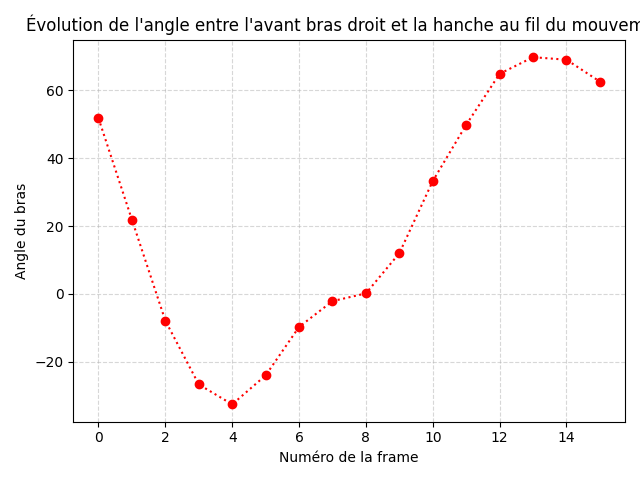 Évolution de l'angle entre l'avant bras droit et la hanche au fil du mouvem
60
40
20
0
−20
Angle du bras
0 2 4 6 8 10 12 14
Numéro de la frame